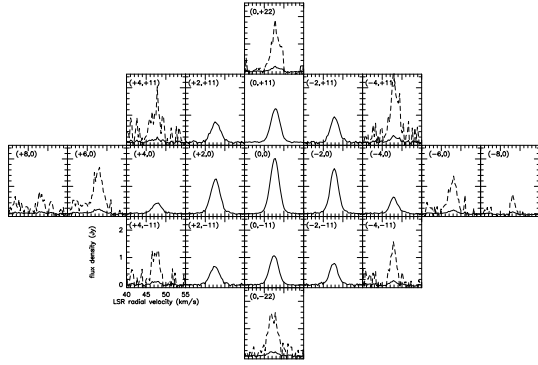 (0,+22)
(+4,+11) (+2,+11) (0,+11) (-2,+11) (-4,+11)
(+8,0) (+6,0) (+4,0) (+2,0) (0,0) (-2,0) (-4,0) (-6,0) (-8,0)
(+4,-11) (+2,-11) (0,-11) (-2,-11) (-4,-11)
2
1
0
flux density (Jy)
40 45 50 55
LSR radial velocity (km/s)
(0,-22)